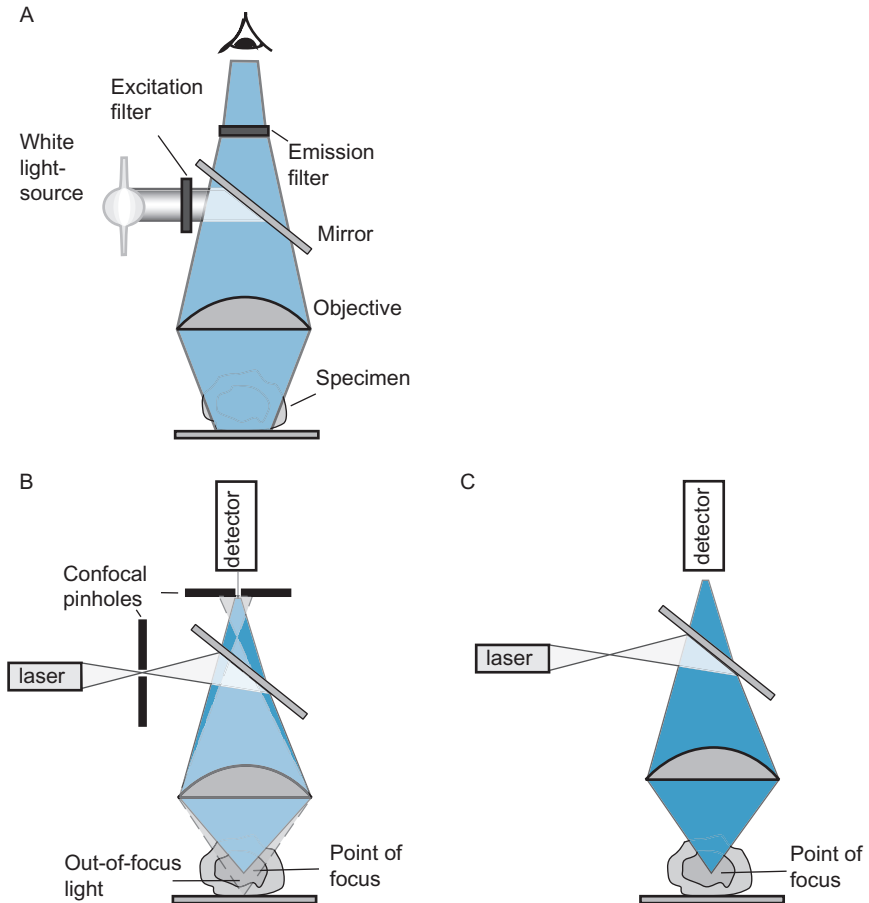 A
Excitation
filter
White
light-
source
Emission
filter
Mirror
Objective
Specimen
B
detector
Confocal
pinholes
laser
Out-of-focus
light
Point of
focus
C
detector
laser
Point of
focus